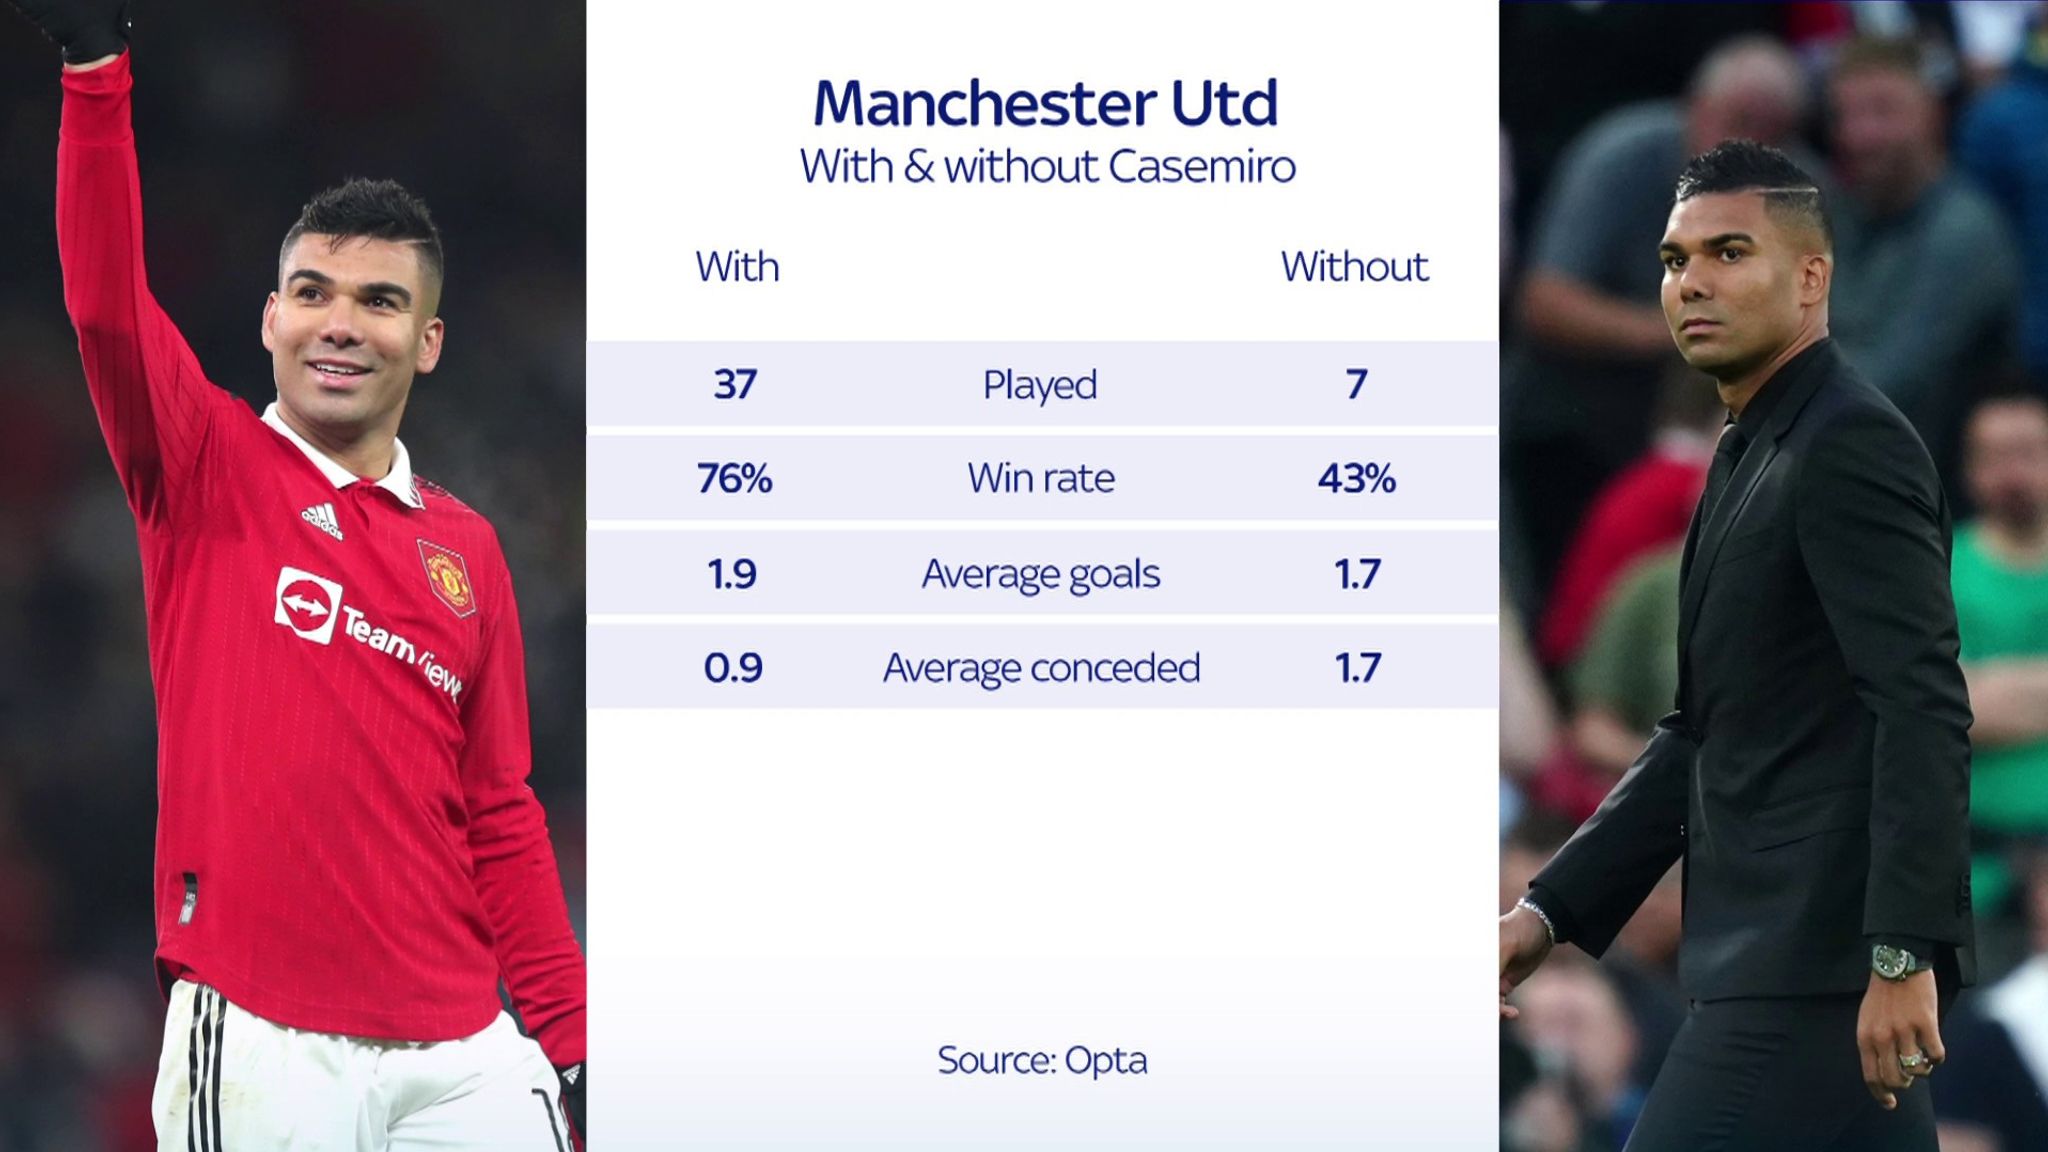 Manchester Utd
With & without Casemiro
With Without
37 Played 7
76% Win rate 43%
1.9 Average goals 1.7
0.9 Average conceded 1.7
Source: Opta
adidas
TeamViewer